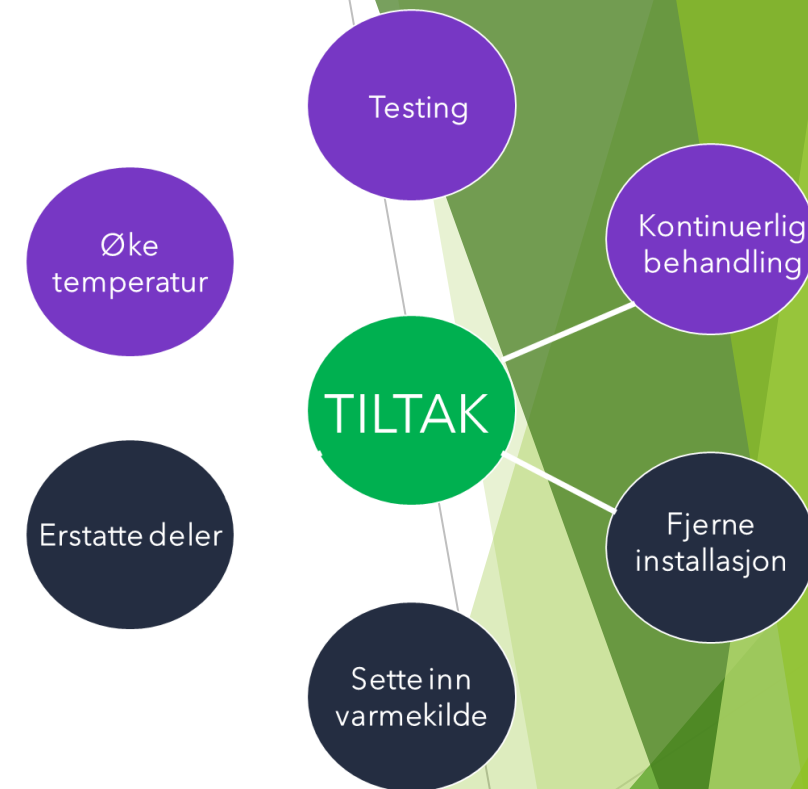 Testing
Kontinuerlig
behandling
Øke
temperatur
TILTAK
Erstatte deler
Fjerne
installasjon
Sette inn
varmekilde